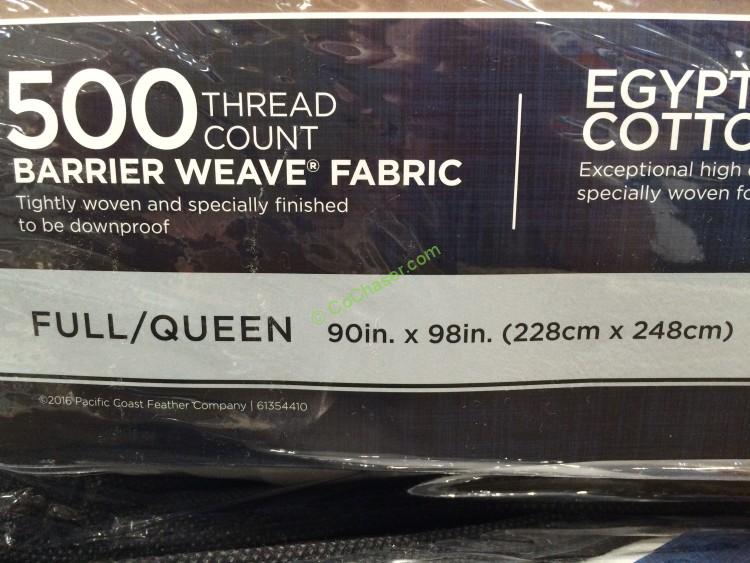 500 THREAD
COUNT
BARRIER WEAVE® FABRIC
Tightly woven and specially finished
to be downproof
EGYPT
COTTO
Exceptional high
specially woven fo
FULL/QUEEN 90in. x 98in. (228cm x 248cm)
©2016 Pacific Coast Feather Company | 61354410
© CoChaser.com